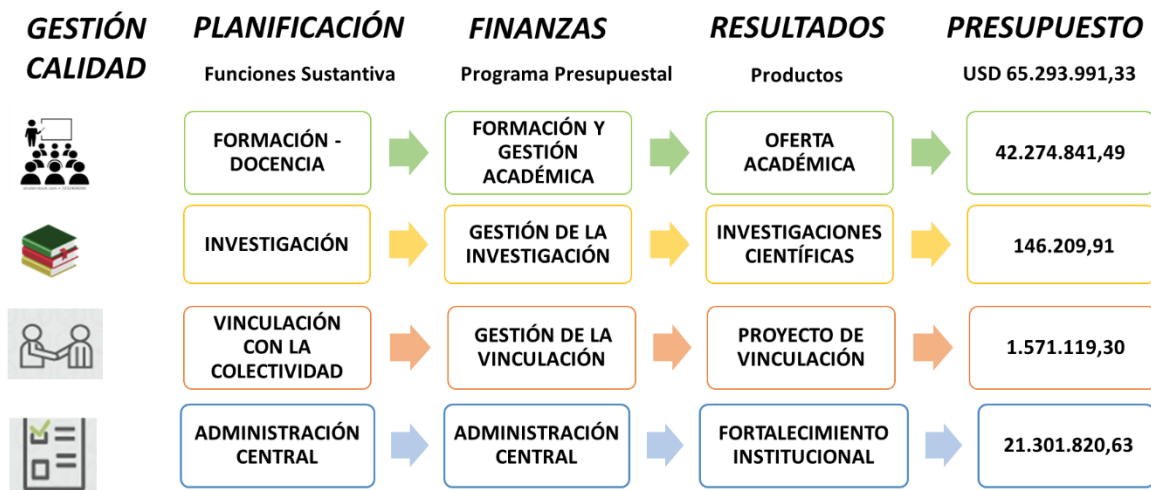 GESTIÓN
CALIDAD
PLANIFICACIÓN
FINANZAS
RESULTADOS
PRESUPUESTO
Funciones Sustantiva
Programa Presupuestal
Productos
USD 65.293.991,33
FORMACIÓN -
DOCENCIA
FORMACIÓN Y
GESTIÓN
ACADÉMICA
OFERTA
ACADÉMICA
42.274.841,49
INVESTIGACIÓN
GESTIÓN DE LA
INVESTIGACIÓN
INVESTIGACIONES
CIENTÍFICAS
146.209,91
VINCULACIÓN
CON LA
COLECTIVIDAD
GESTIÓN DE LA
VINCULACIÓN
PROYECTO DE
VINCULACIÓN
1.571.119,30
ADMINISTRACIÓN
CENTRAL
ADMINISTRACIÓN
CENTRAL
FORTALECIMIENTO
INSTITUCIONAL
21.301.820,63